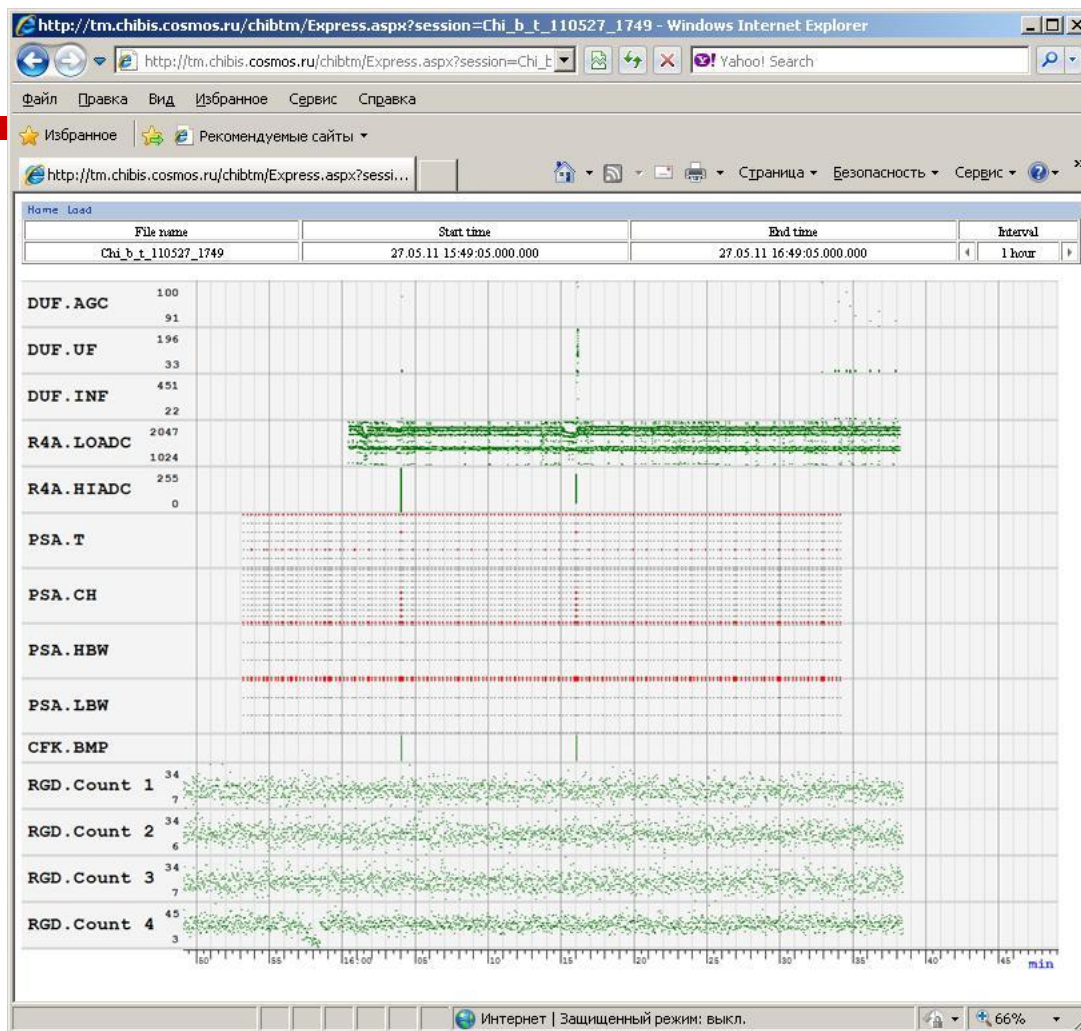 http://tm.chibis.cosmos.ru/chibtm/Express.aspx?session=Chi_b_t_110527_1749 - Windows Internet Explorer
http://tm.chibis.cosmos.ru/chibtm/Express.aspx?session=Chi_t Yahoo! Search
Файл Правка Вид Избранное Сервис Справка
Избранное Рекомендуемые сайты
http://tm.chibis.cosmos.ru/chibtm/Express.aspx?sessi... Страница Безопасность Сервис »
Home Load
File name Start time End time Interval
Chi_b_t_110527_1749 27.05.11 15:49:05.000.000 27.05.11 16:49:05.000.000 1 hour
DUF.AGC 100
91
DUF.UF 196
33
DUF.INF 451
22
R4A.LOADC 2047
1024
R4A.HIADC 255
0
PSA.T
PSA.CH
PSA.HBW
PSA.LBW
CFK.BMP
RGD.Count 1 34
7
RGD.Count 2 34
6
RGD.Count 3 34
7
RGD.Count 4 45
3
50 55 16:00 05 10 15 20 25 30 35 40 45 min
Интернет | Защищенный режим: выкл. 66%